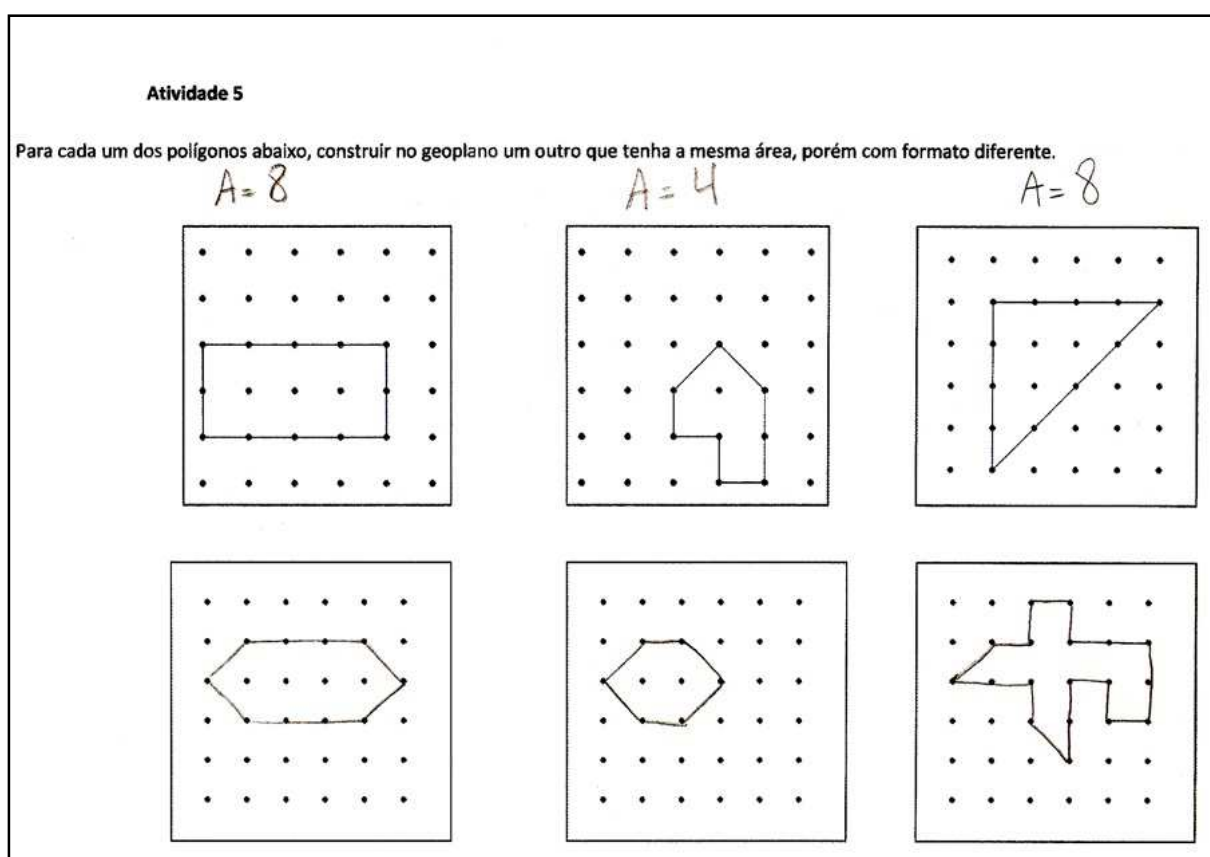 Atividade 5
Para cada um dos polígonos abaixo, construir no geoplano um outro que tenha a mesma área, porém com formato diferente.
A = 8
A = 4
A = 8